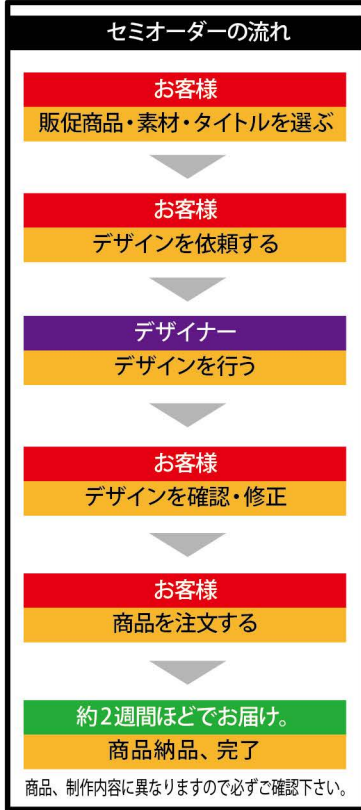 セミオーダーの流れ
お客様
販促商品・素材・タイトルを選ぶ
お客様
デザインを依頼する
デザイナー
デザインを行う
お客様
デザインを確認・修正
お客様
商品を注文する
約2週間ほどでお届け。
商品納品、完了
商品、制作内容に異なりますので必ずご確認下さい。